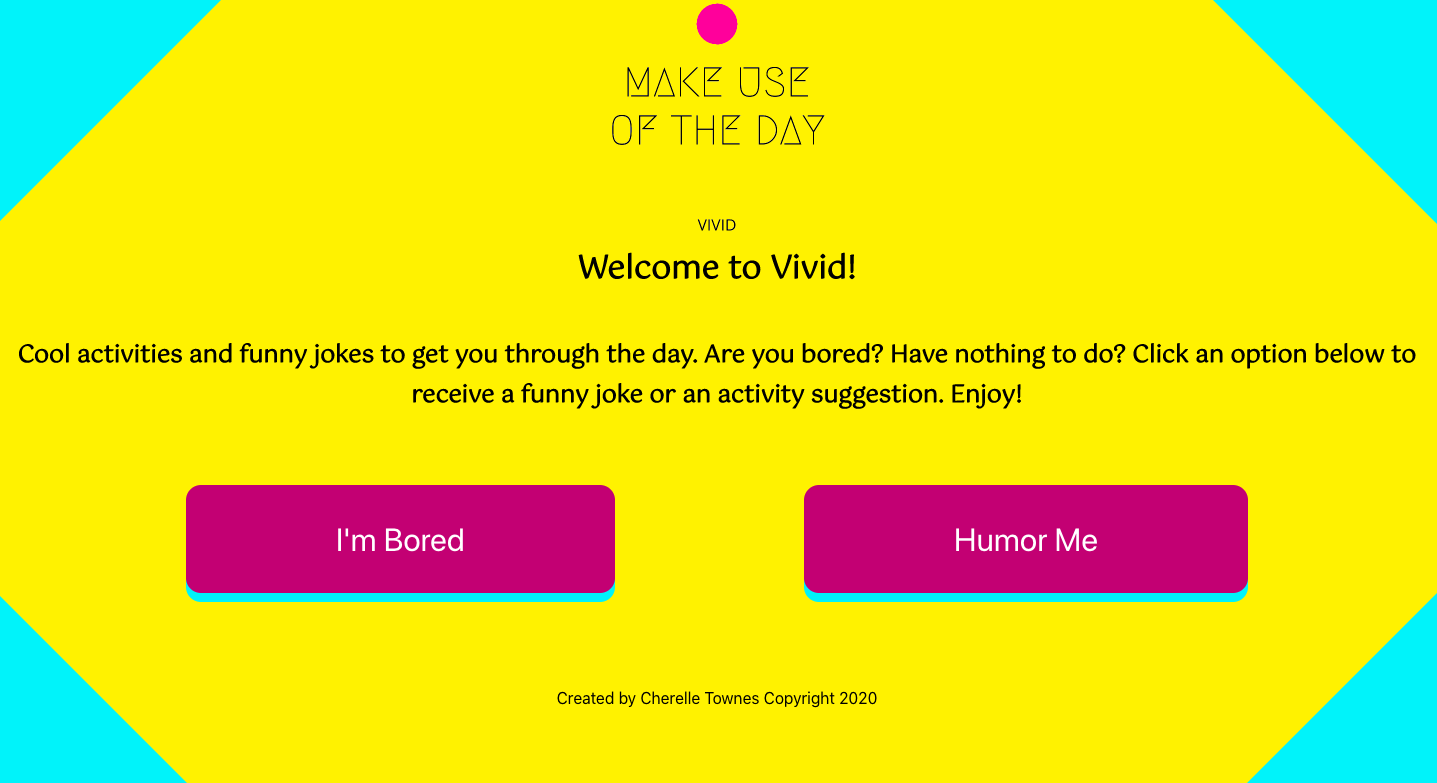 MAKE USE
OF THE DAY
VIVID
Welcome to Vivid!
Cool activities and funny jokes to get you through the day. Are you bored? Have nothing to do? Click an option below to
receive a funny joke or an activity suggestion. Enjoy!
I'm Bored
Humor Me
Created by Cherelle Townes Copyright 2020